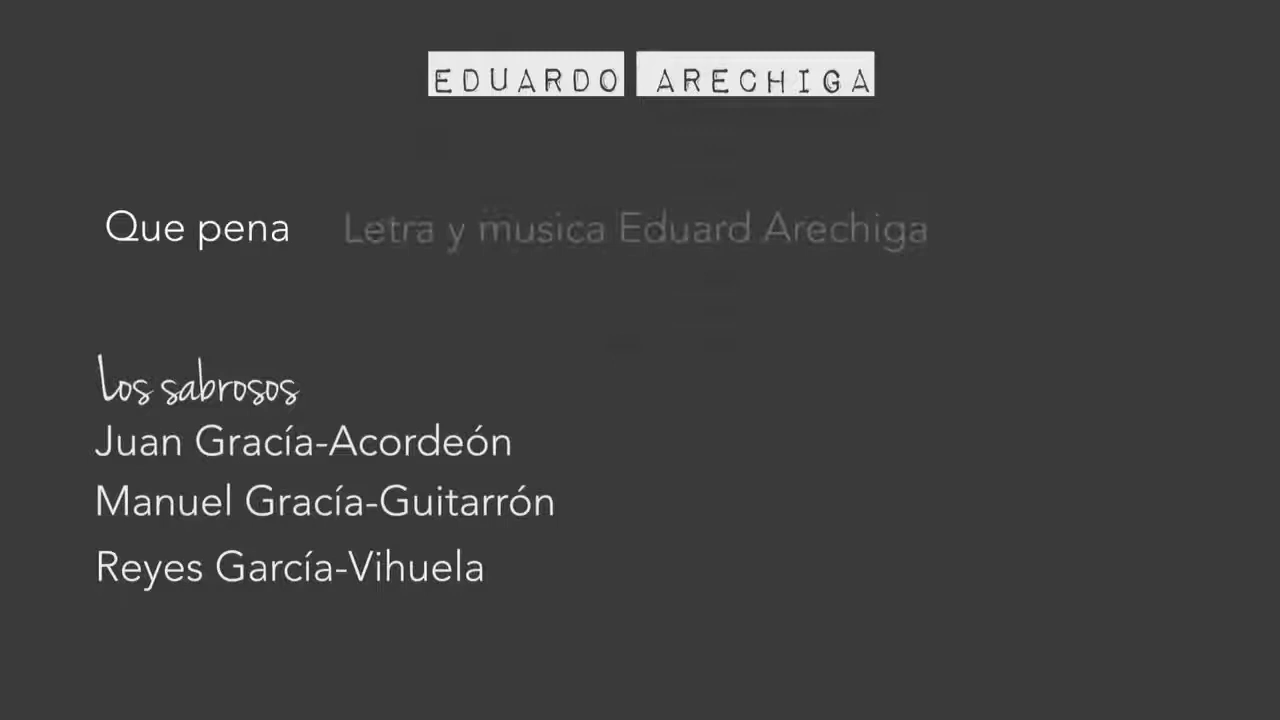 EDUARDO ARECHIGA
Que pena Letra y musica Eduard Arechiga
Los sabrosos
Juan Gracía-Acordeón
Manuel Gracía-Guitarrón
Reyes García-Vihuela